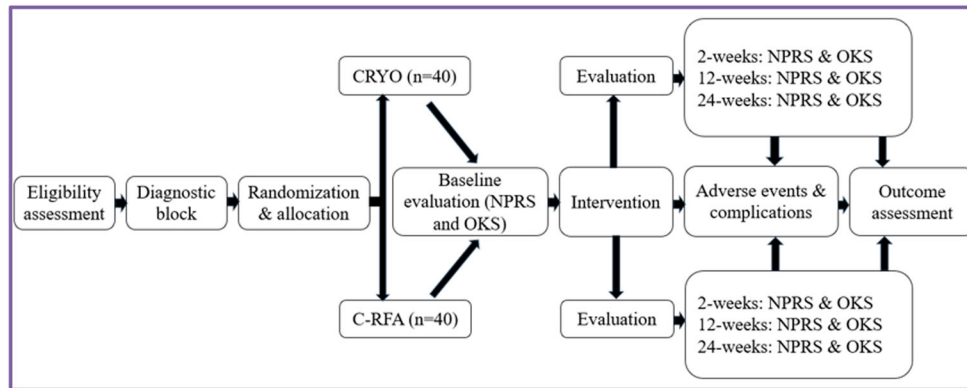 Eligibility
assessment
Diagnostic
block
Randomization
& allocation
CRYO (n=40)
C-RFA (n=40)
Baseline
evaluation (NPRS
and OKS)
Intervention
Evaluation
2-weeks: NPRS & OKS
12-weeks: NPRS & OKS
24-weeks: NPRS & OKS
Evaluation
2-weeks: NPRS & OKS
12-weeks: NPRS & OKS
24-weeks: NPRS & OKS
Adverse events &
complications
Outcome
assessment